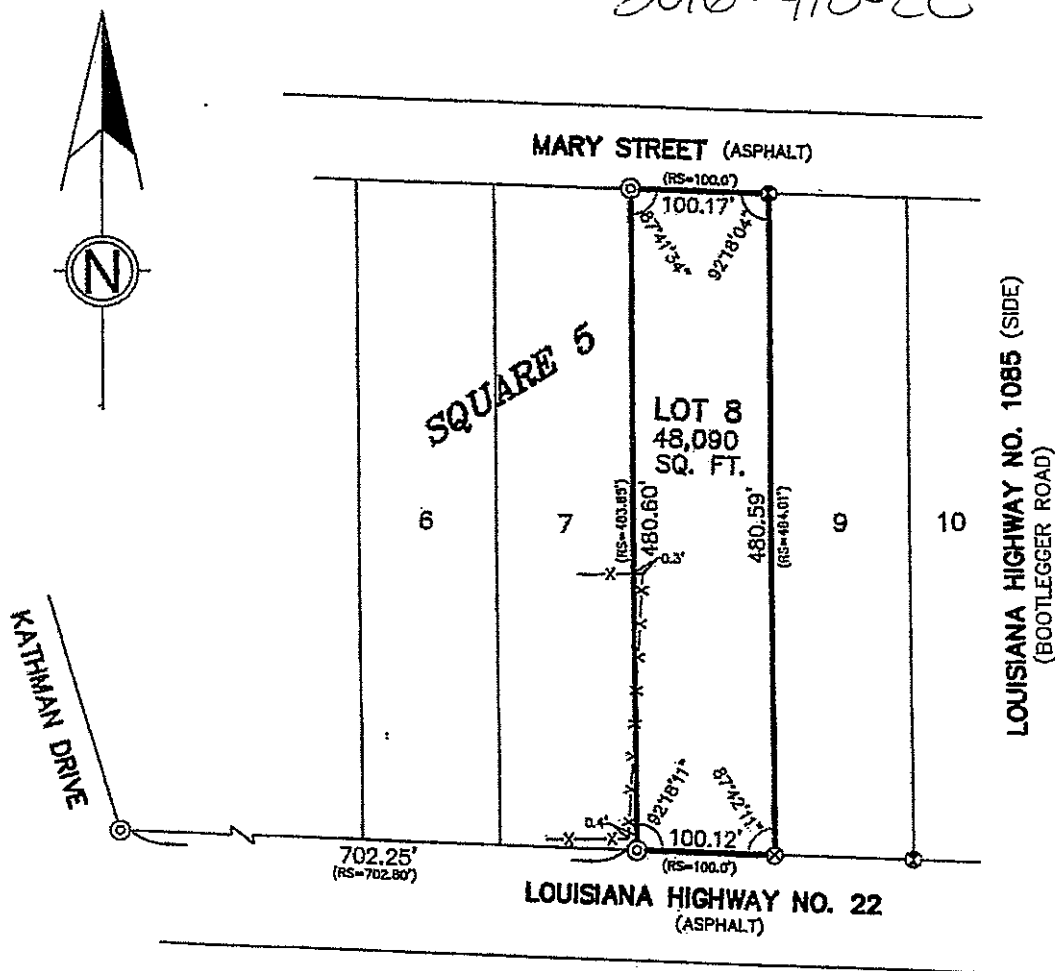 MARY STREET (ASPHALT)
(RS=100.0')
100.17'
87°41'34"
92°18'04"
N
SQUARE 5
LOT 8
48,090
SQ. FT.
6
7
(RS=483.85')
480.60'
480.59'
(RS=484.01')
9
10
LOUISIANA HIGHWAY NO. 1085 (SIDE)
(BOOTLEGGER ROAD)
X
0.3'
X
X
X
X
X
X
X
X
KATHMAN DRIVE
0.4'
X
X
92°18'11"
87°42'11"
100.12'
(RS=100.0')
702.25'
(RS=702.80')
LOUISIANA HIGHWAY NO. 22
(ASPHALT)